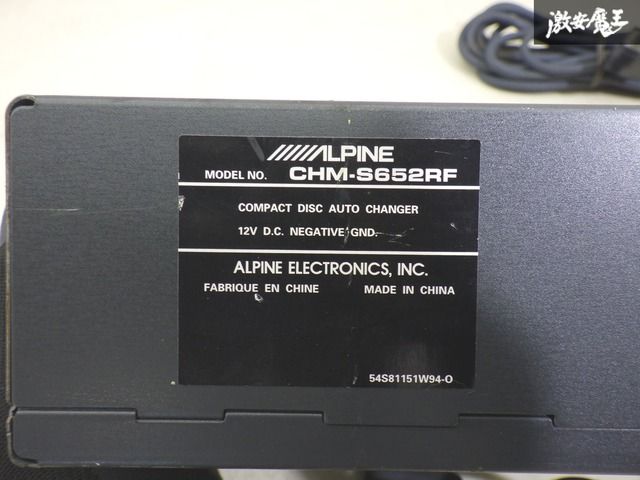 激安魔王
ALPINE
MODEL NO. CHM-S652RF
COMPACT DISC AUTO CHANGER
12V D.C. NEGATIVE GND.
ALPINE ELECTRONICS, INC.
FABRIQUE EN CHINE MADE IN CHINA
54S81151W94-O